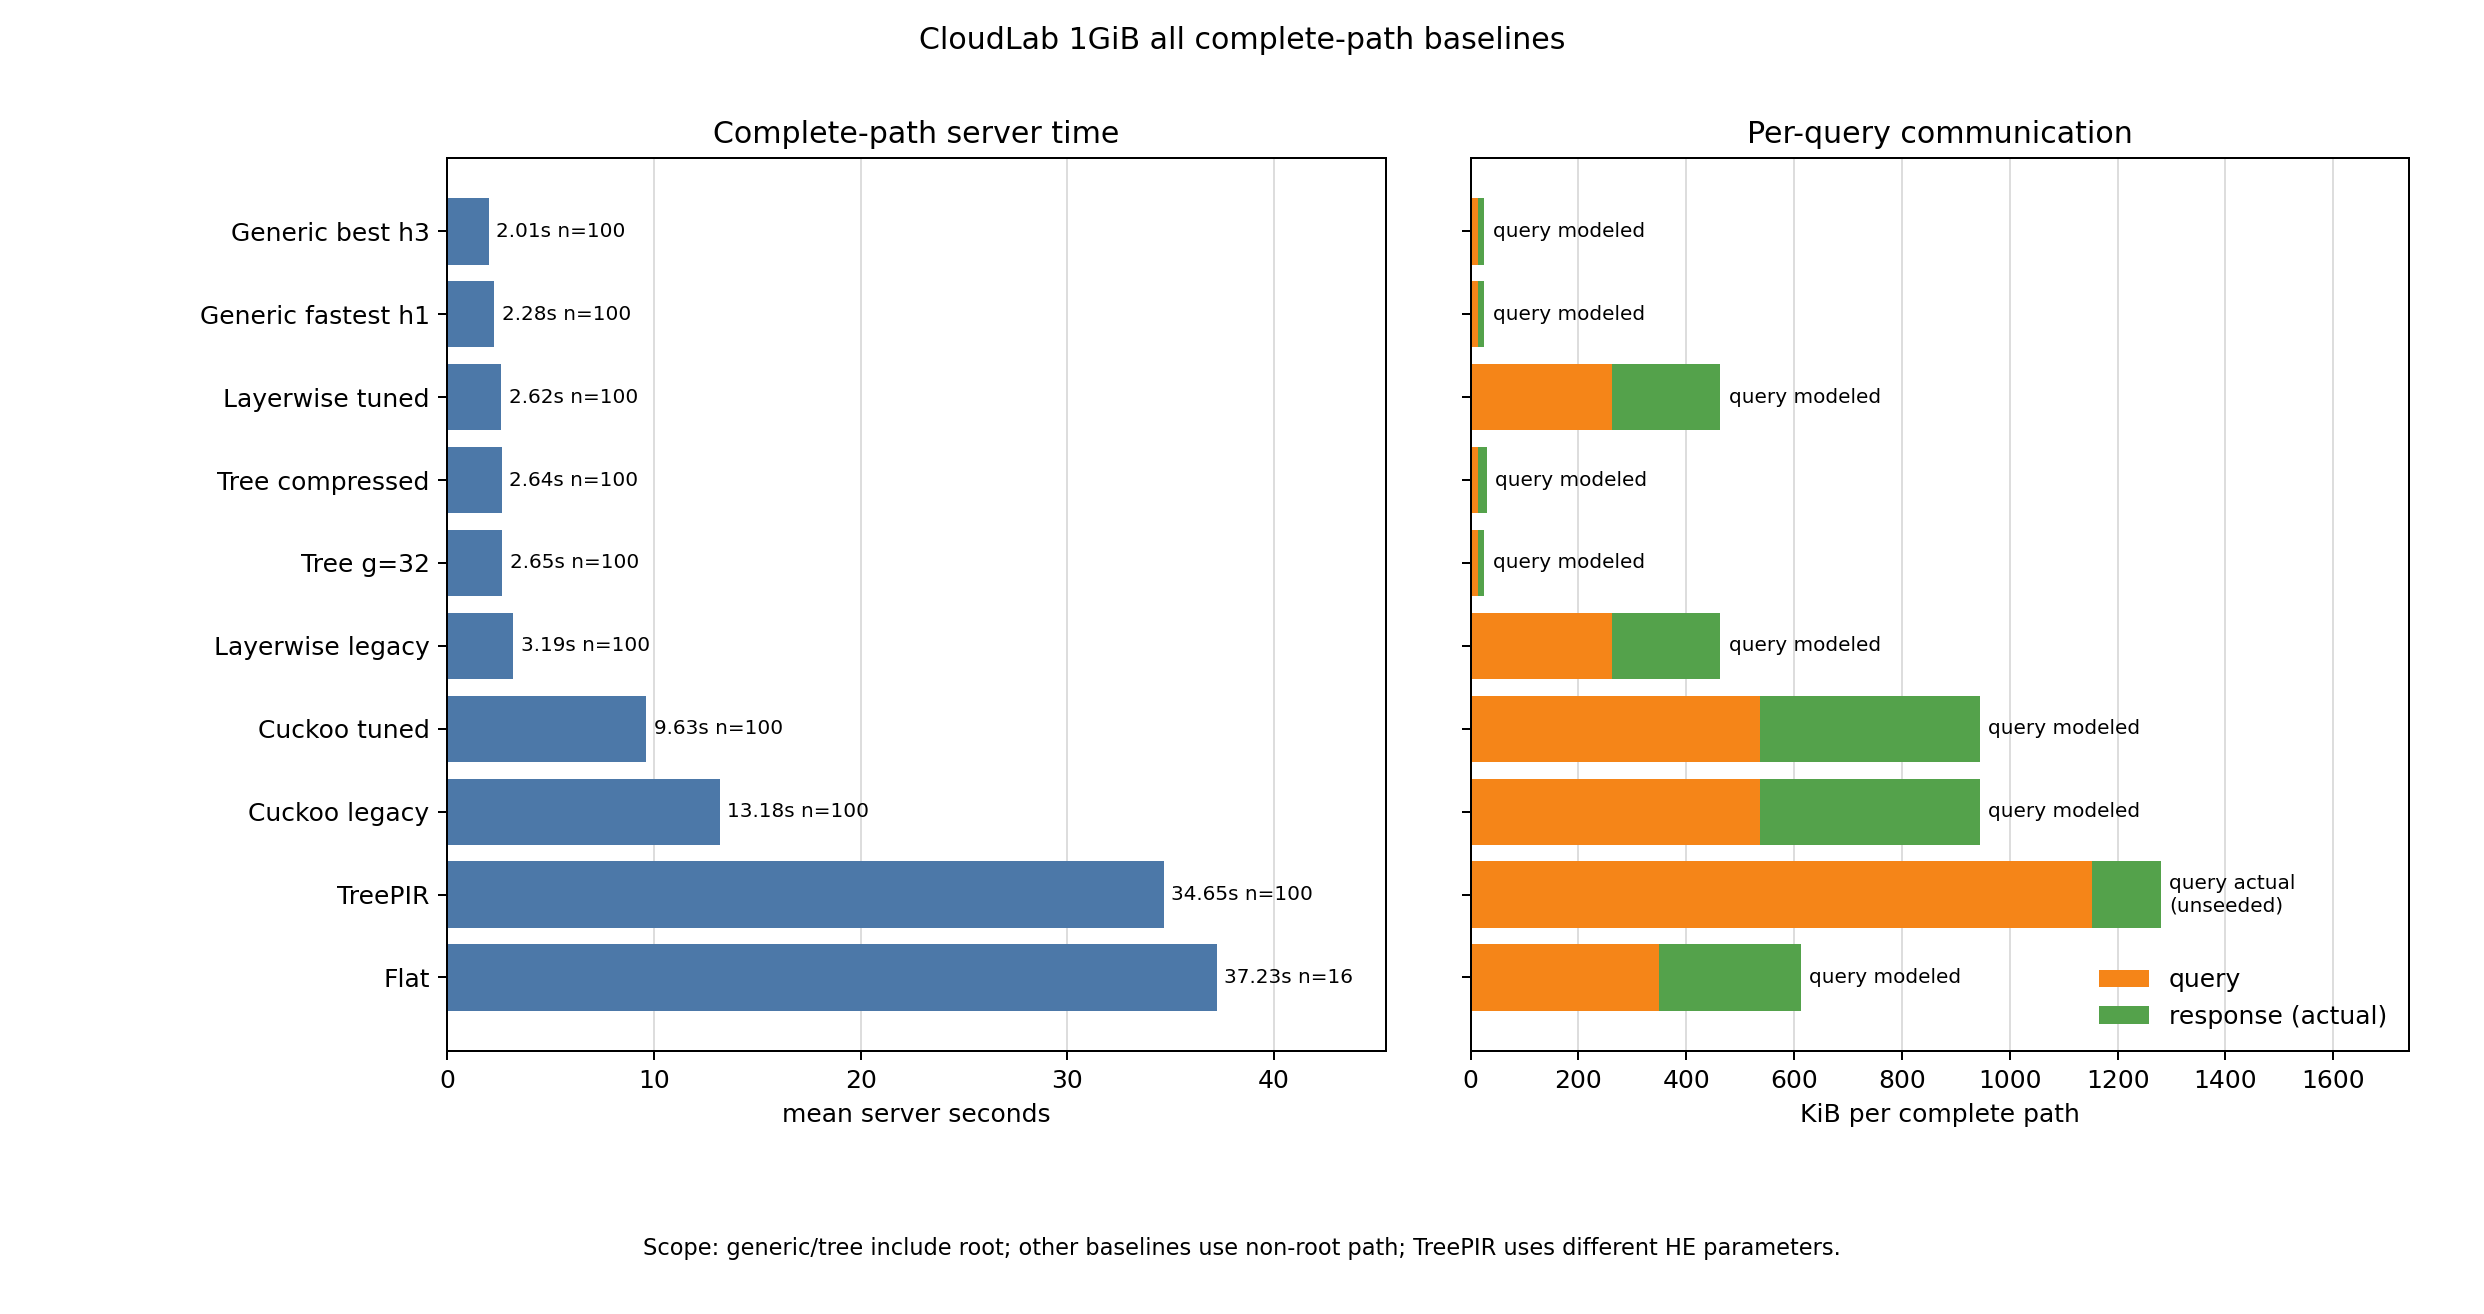 CloudLab 1GiB all complete-path baselines
Complete-path server time
Generic best h3
2.01s n=100
Generic fastest h1
2.28s n=100
Layerwise tuned
2.62s n=100
Tree compressed
2.64s n=100
Tree g=32
2.65s n=100
Layerwise legacy
3.19s n=100
Cuckoo tuned
9.63s n=100
Cuckoo legacy
13.18s n=100
TreePIR
34.65s n=100
Flat
37.23s n=16
0 10 20 30 40
mean server seconds
Per-query communication
query modeled
query modeled
query modeled
query modeled
query modeled
query modeled
query modeled
query modeled
query actual
(unseeded)
query modeled
query
response (actual)
0 200 400 600 800 1000 1200 1400 1600
KiB per complete path
Scope: generic/tree include root; other baselines use non-root path; TreePIR uses different HE parameters.